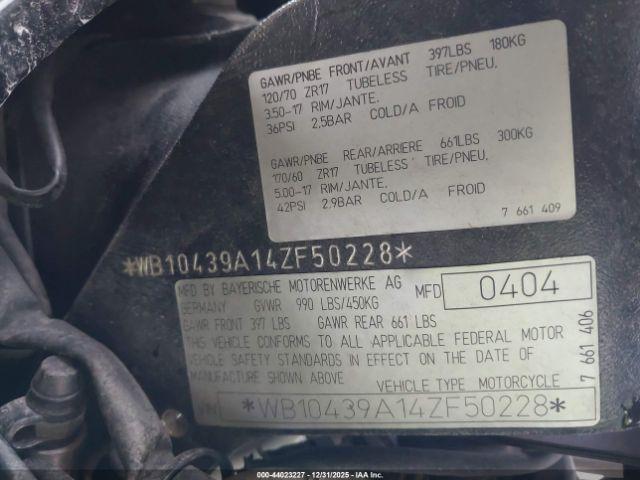 GAWR/PNBE FRONT/AVANT 397LBS 180KG
120/70 ZR17 TUBELESS TIRE/PNEU.
3.50-17 RIM/JANTE.
36PSI 2,5BAR COLD/A FROID
GAWR/PNBE REAR/ARRIERE 661LBS 300KG
170/60 ZR17 TUBELESS TIRE/PNEU.
5.00-17 RIM/JANTE.
42PSI 2.9BAR COLD/A FROID
7 661 409
*WB10439A14ZF50228*
MFD BY BAYERISCHE MOTORENWERKE AG
MFD 0404
GERMANY GVWR 990 LBS/450KG
GAWR FRONT 397 LBS GAWR REAR 661 LBS
THIS VEHICLE CONFORMS TO ALL APPLICABLE FEDERAL MOTOR
VEHICLE SAFETY STANDARDS IN EFFECT ON THE DATE OF
MANUFACTURE SHOWN ABOVE
VEHICLE TYPE MOTORCYCLE
7 661 406
VIN *WB10439A14ZF50228*
000-44023227 - 12/31/2025 - IAA Inc.